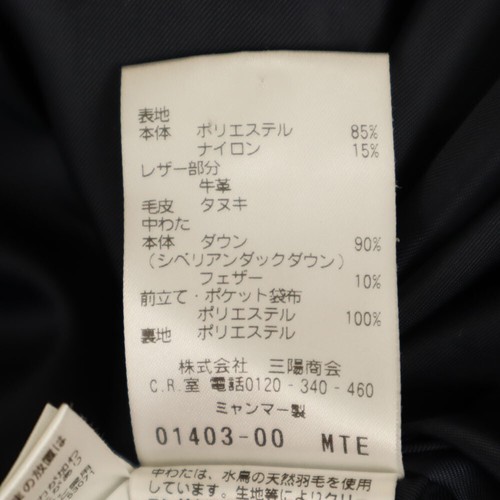 表地
本体 ポリエステル 85%
ナイロン 15%
レザー部分
牛革
毛皮 タヌキ
中わた
本体 ダウン 90%
(シベリアンダックダウン)
フェザー 10%
前立て・ポケット袋布
ポリエステル 100%
裏地 ポリエステル
株式会社 三陽商会
C.R.室 電話0120-340-460
ミャンマー製
01403-00 MTE
中わたは、水鳥の天然羽毛を使用
しています。生地等によりクリー
の放置は